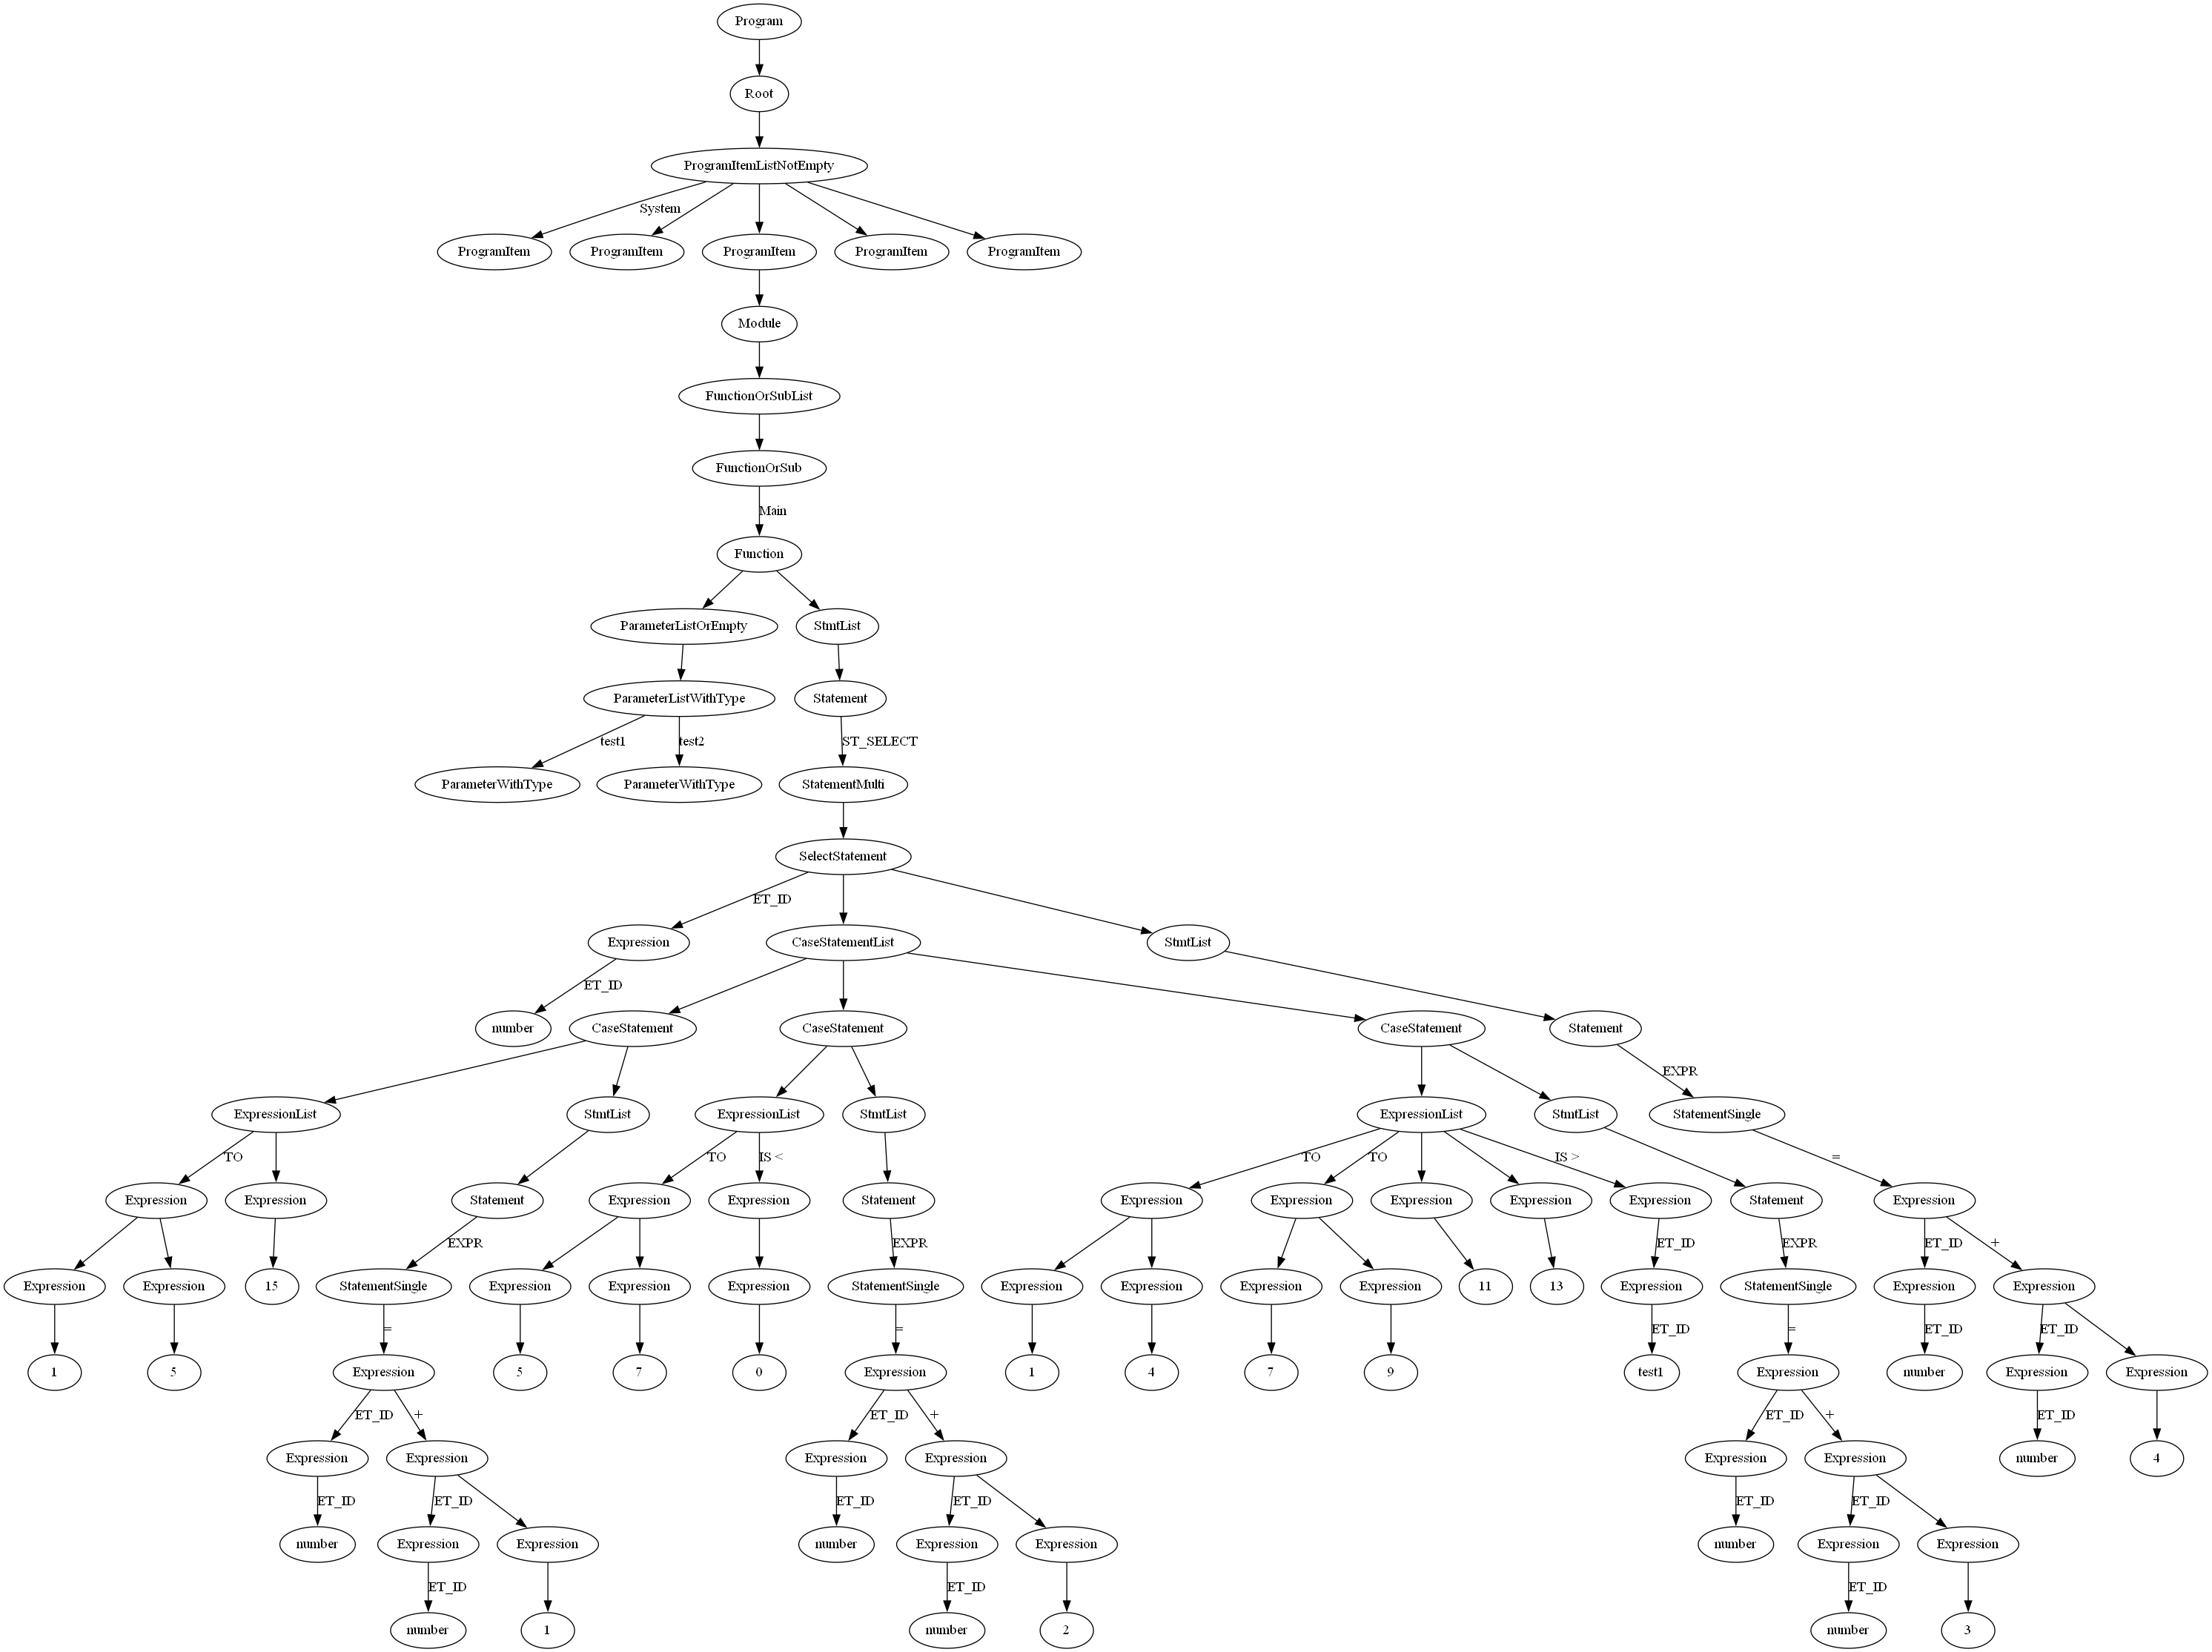 Program
Root
ProgramItemListNotEmpty
System
ProgramItem ProgramItem ProgramItem ProgramItem ProgramItem
Module
FunctionOrSubList
FunctionOrSub
Main
Function
ParameterListOrEmpty StmtList
ParameterListWithType Statement
test1 test2 ST_SELECT
ParameterWithType ParameterWithType StatementMulti
SelectStatement
ET_ID
Expression CaseStatementList StmtList
ET_ID
number CaseStatement CaseStatement CaseStatement Statement
EXPR
ExpressionList StmtList ExpressionList StmtList ExpressionList StmtList StatementSingle
TO TO IS < TO TO IS > =
Expression Expression Statement Expression Expression Statement Expression Expression Expression Expression Expression Statement Expression
EXPR EXPR ET_ID EXPR ET_ID +
Expression Expression 15 StatementSingle Expression Expression Expression StatementSingle Expression Expression Expression Expression 11 13 Expression StatementSingle Expression Expression
= = ET_ID = ET_ID ET_ID
1 5 Expression 5 7 0 Expression 1 4 7 9 test1 Expression number Expression Expression
ET_ID + ET_ID + ET_ID + ET_ID
Expression Expression Expression Expression Expression Expression number 4
ET_ID ET_ID ET_ID ET_ID ET_ID ET_ID
number Expression Expression number Expression Expression number Expression Expression
ET_ID ET_ID ET_ID
number 1 number 2 number 3